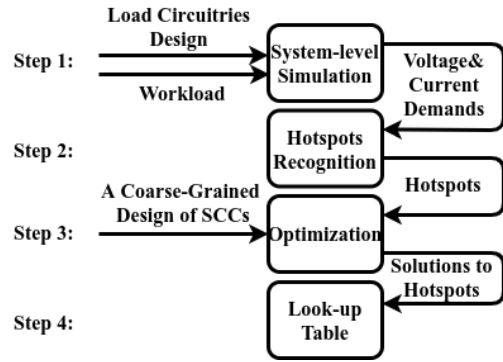 Load Circuitries
Design
Step 1:
System-level
Simulation
Workload
Voltage&
Current
Demands
Step 2:
Hotspots
Recognition
Hotspots
A Coarse-Grained
Design of SCCs
Step 3:
Optimization
Solutions to
Hotspots
Step 4:
Look-up
Table